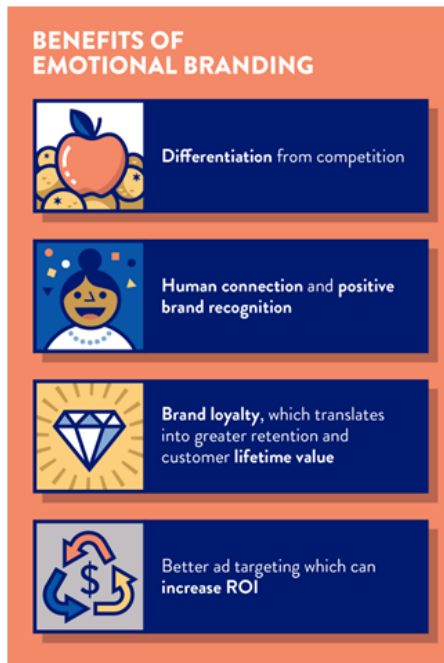 BENEFITS OF
EMOTIONAL BRANDING
Differentiation from competition
Human connection and positive
brand recognition
Brand loyalty, which translates
into greater retention and
customer lifetime value
$
Better ad targeting which can
increase ROI